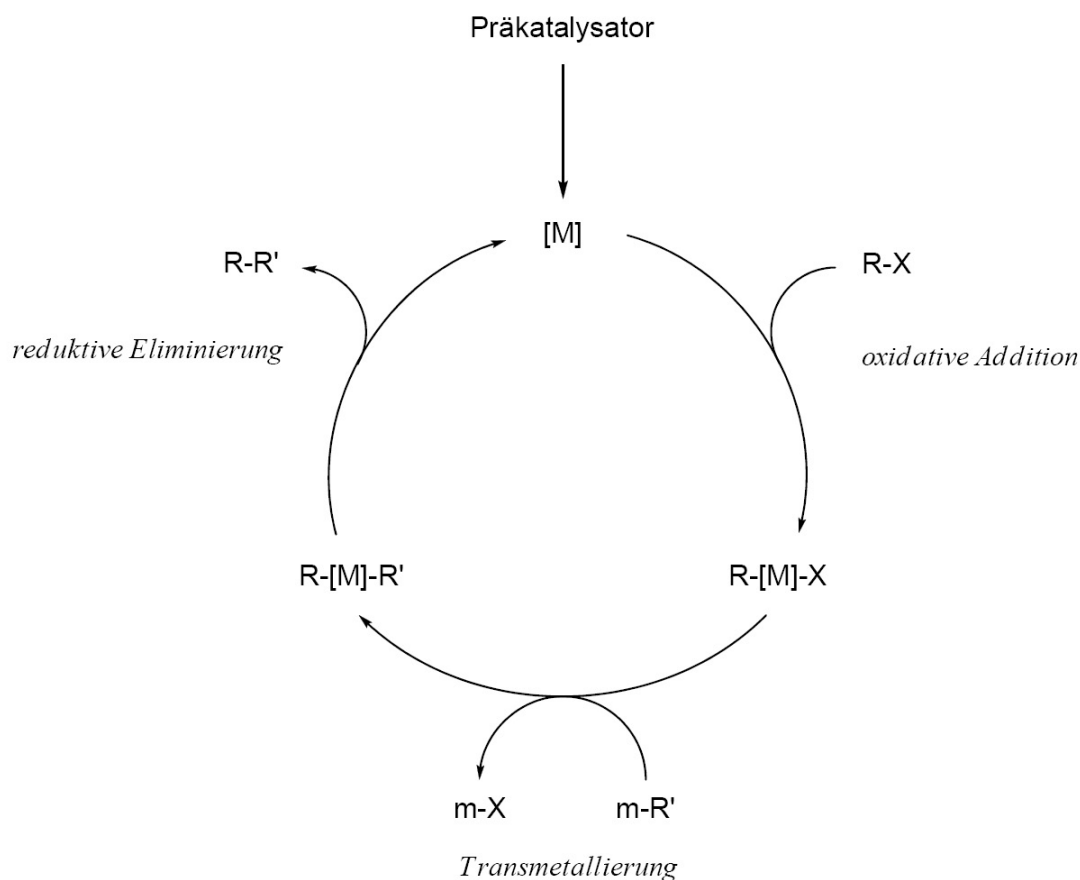 Präkatalysator
[M]
R-R'
R-X
reduktive Eliminierung
oxidative Addition
R-[M]-R'
R-[M]-X
m-X
m-R'
Transmetallierung